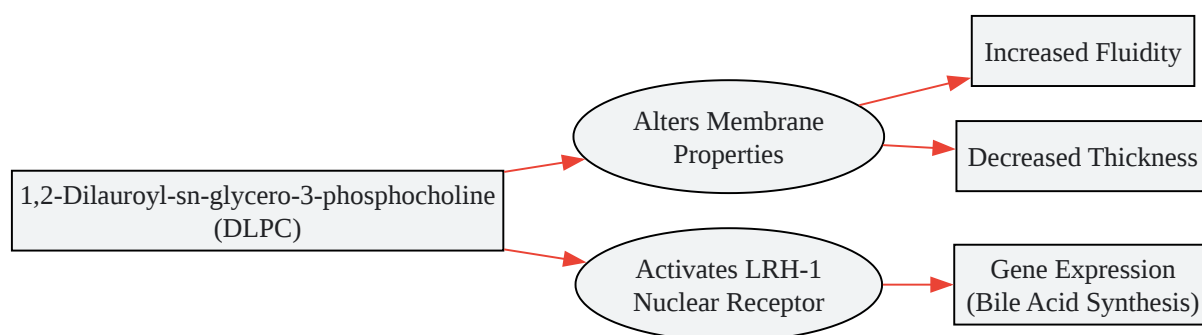 1,2-Dilauroyl-sn-glycero-3-phosphocholine
(DLPC)
Alters Membrane
Properties
Increased Fluidity
Decreased Thickness
Activates LRH-1
Nuclear Receptor
Gene Expression
(Bile Acid Synthesis)